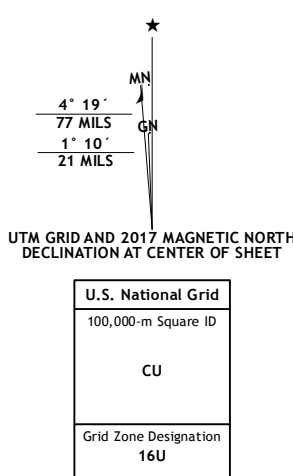 ★
MN
4° 19´
77 MILS
GN
1° 10´
21 MILS
UTM GRID AND 2017 MAGNETIC NORTH
DECLINATION AT CENTER OF SHEET
U.S. National Grid
100,000-m Square ID
CU
Grid Zone Designation
16U